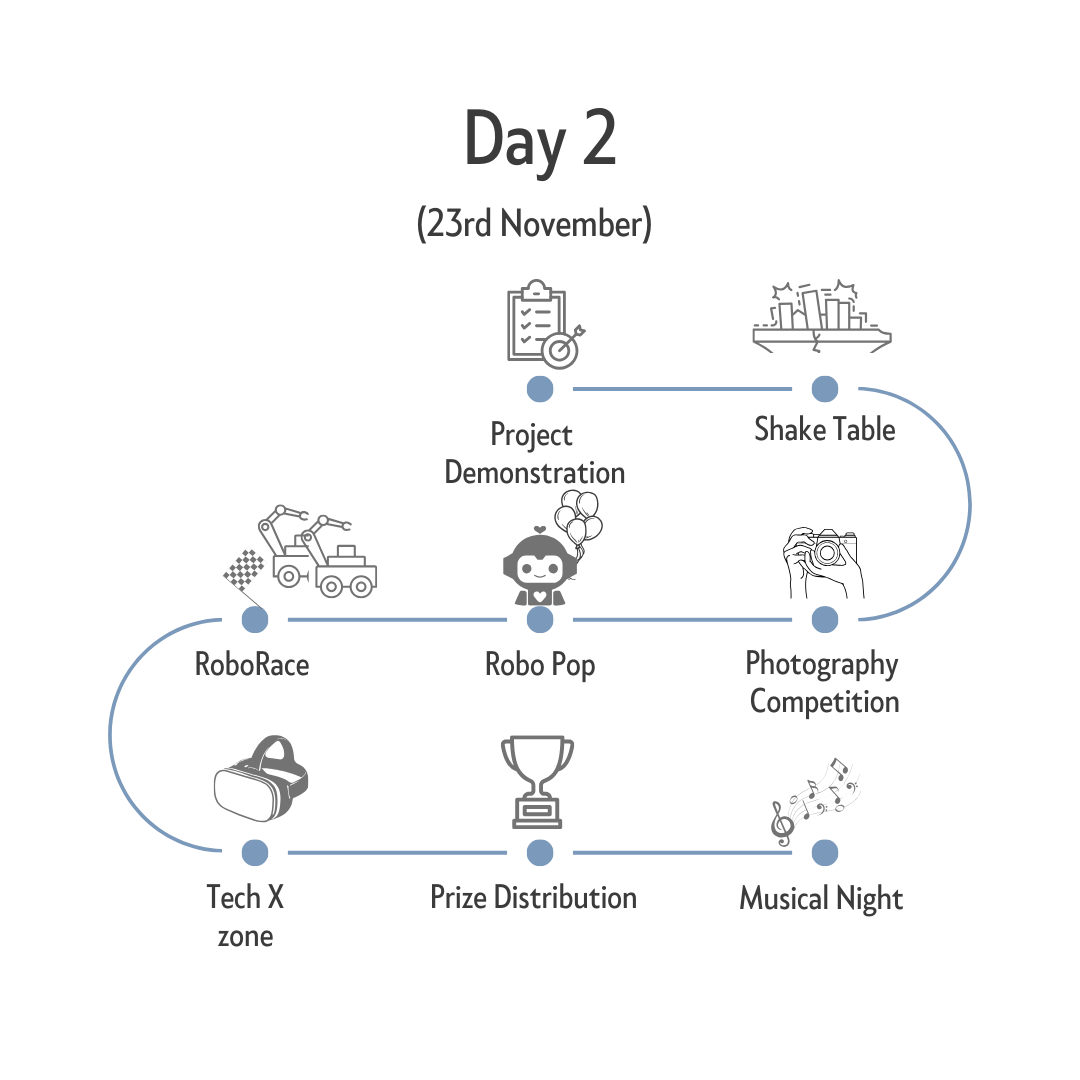 Day 2
(23rd November)
Project
Demonstration
Shake Table
RoboRace
Robo Pop
Photography
Competition
Tech X
zone
Prize Distribution
Musical Night